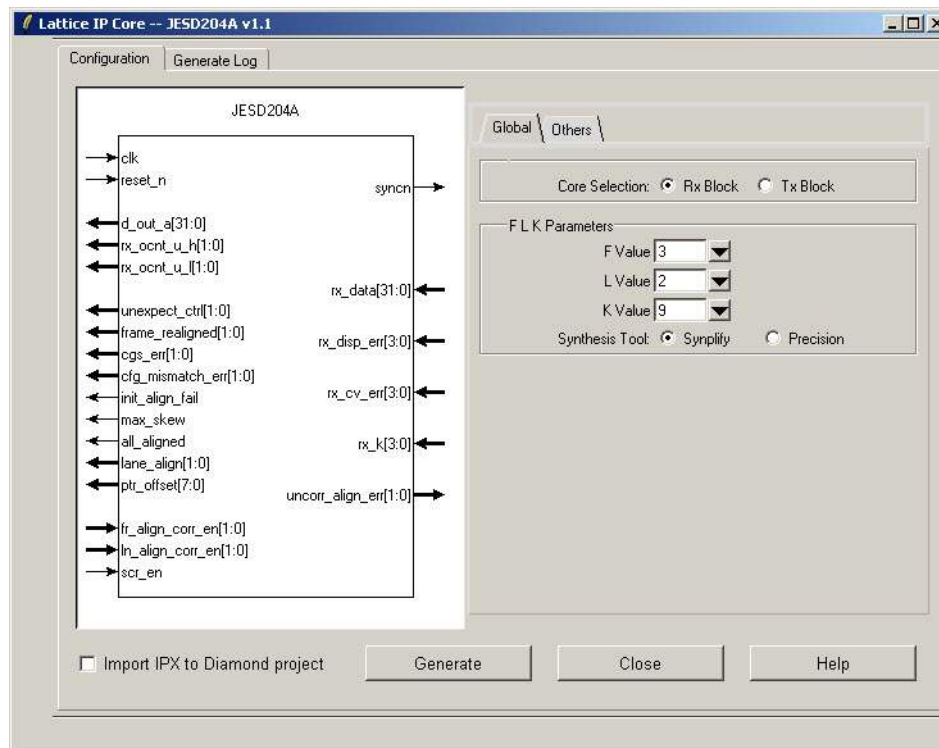 Lattice IP Core -- JESD204A v1.1
Configuration Generate Log
JESD204A
clk
reset_n
syncn
d_out_a[31:0]
rx_ocnt_u_h[1:0]
rx_ocnt_u_l[1:0]
rx_data[31:0]
unexpect_ctrl[1:0]
frame_realigned[1:0]
rx_disp_err[3:0]
cgs_err[1:0]
cfg_mismatch_err[1:0]
init_align_fail
rx_cv_err[3:0]
max_skew
all_aligned
rx_k[3:0]
lane_align[1:0]
ptr_offset[7:0]
uncorr_align_err[1:0]
fr_align_corr_en[1:0]
ln_align_corr_en[1:0]
scr_en
Global Others
Core Selection: Rx Block Tx Block
F L K Parameters
F Value 3
L Value 2
K Value 9
Synthesis Tool: Synplify Precision
Import IPX to Diamond project Generate Close Help